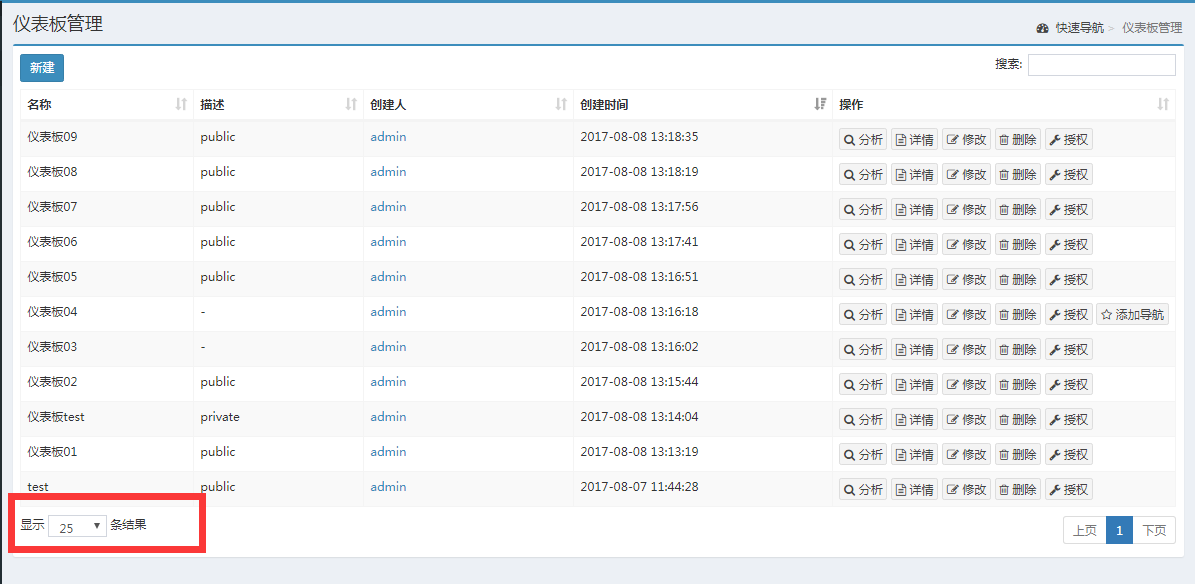 仪表板管理
快速导航 > 仪表板管理
新建
搜索:
名称 描述 创建人 创建时间 操作
仪表板09 public admin 2017-08-08 13:18:35 分析 详情 修改 删除 授权
仪表板08 public admin 2017-08-08 13:18:19 分析 详情 修改 删除 授权
仪表板07 public admin 2017-08-08 13:17:56 分析 详情 修改 删除 授权
仪表板06 public admin 2017-08-08 13:17:41 分析 详情 修改 删除 授权
仪表板05 public admin 2017-08-08 13:16:51 分析 详情 修改 删除 授权
仪表板04 - admin 2017-08-08 13:16:18 分析 详情 修改 删除 授权 添加导航
仪表板03 - admin 2017-08-08 13:16:02 分析 详情 修改 删除 授权
仪表板02 public admin 2017-08-08 13:15:44 分析 详情 修改 删除 授权
仪表板test private admin 2017-08-08 13:14:04 分析 详情 修改 删除 授权
仪表板01 public admin 2017-08-08 13:13:19 分析 详情 修改 删除 授权
test public admin 2017-08-07 11:44:28 分析 详情 修改 删除 授权
显示 25 条结果
上页 1 下页